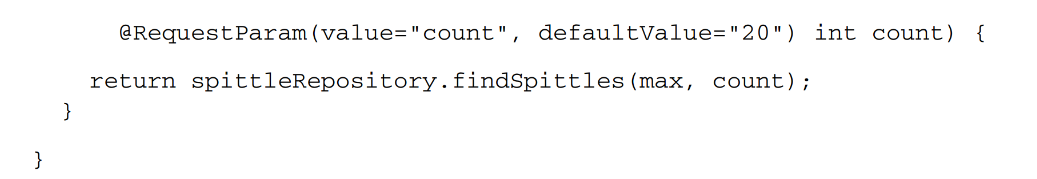 @RequestParam(value="count", defaultValue="20") int count) {
return spittleRepository.findSpittles(max, count);
}
}